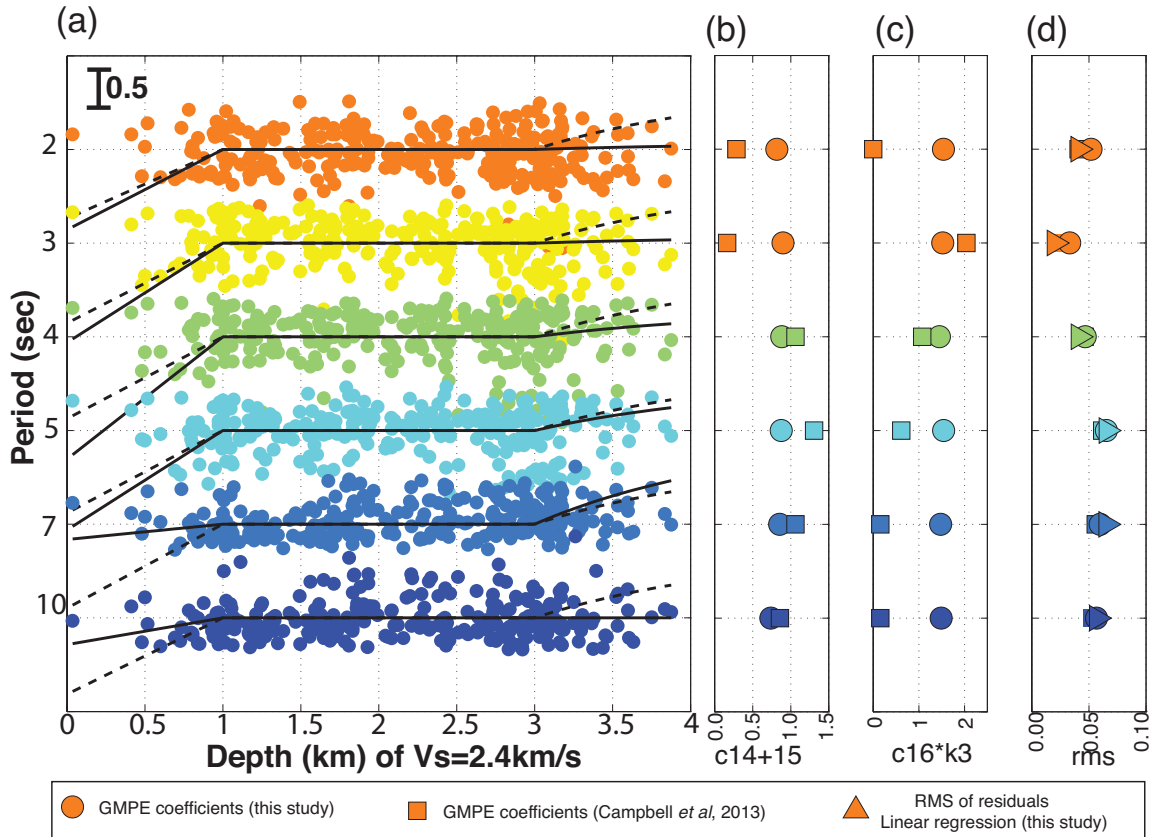 (a)
(b)
(c)
(d)
0.5
Period (sec)
2
3
4
5
7
10
0
0.5
1
1.5
2
2.5
3
3.5
4
Depth (km) of Vs=2.4km/s
0.0
0.5
1.0
1.5
c14+15
0
1
2
c16*k3
0.00
0.05
0.10
rms
GMPE coefficients (this study)
GMPE coefficients (Campbell et al, 2013)
RMS of residuals
Linear regression (this study)